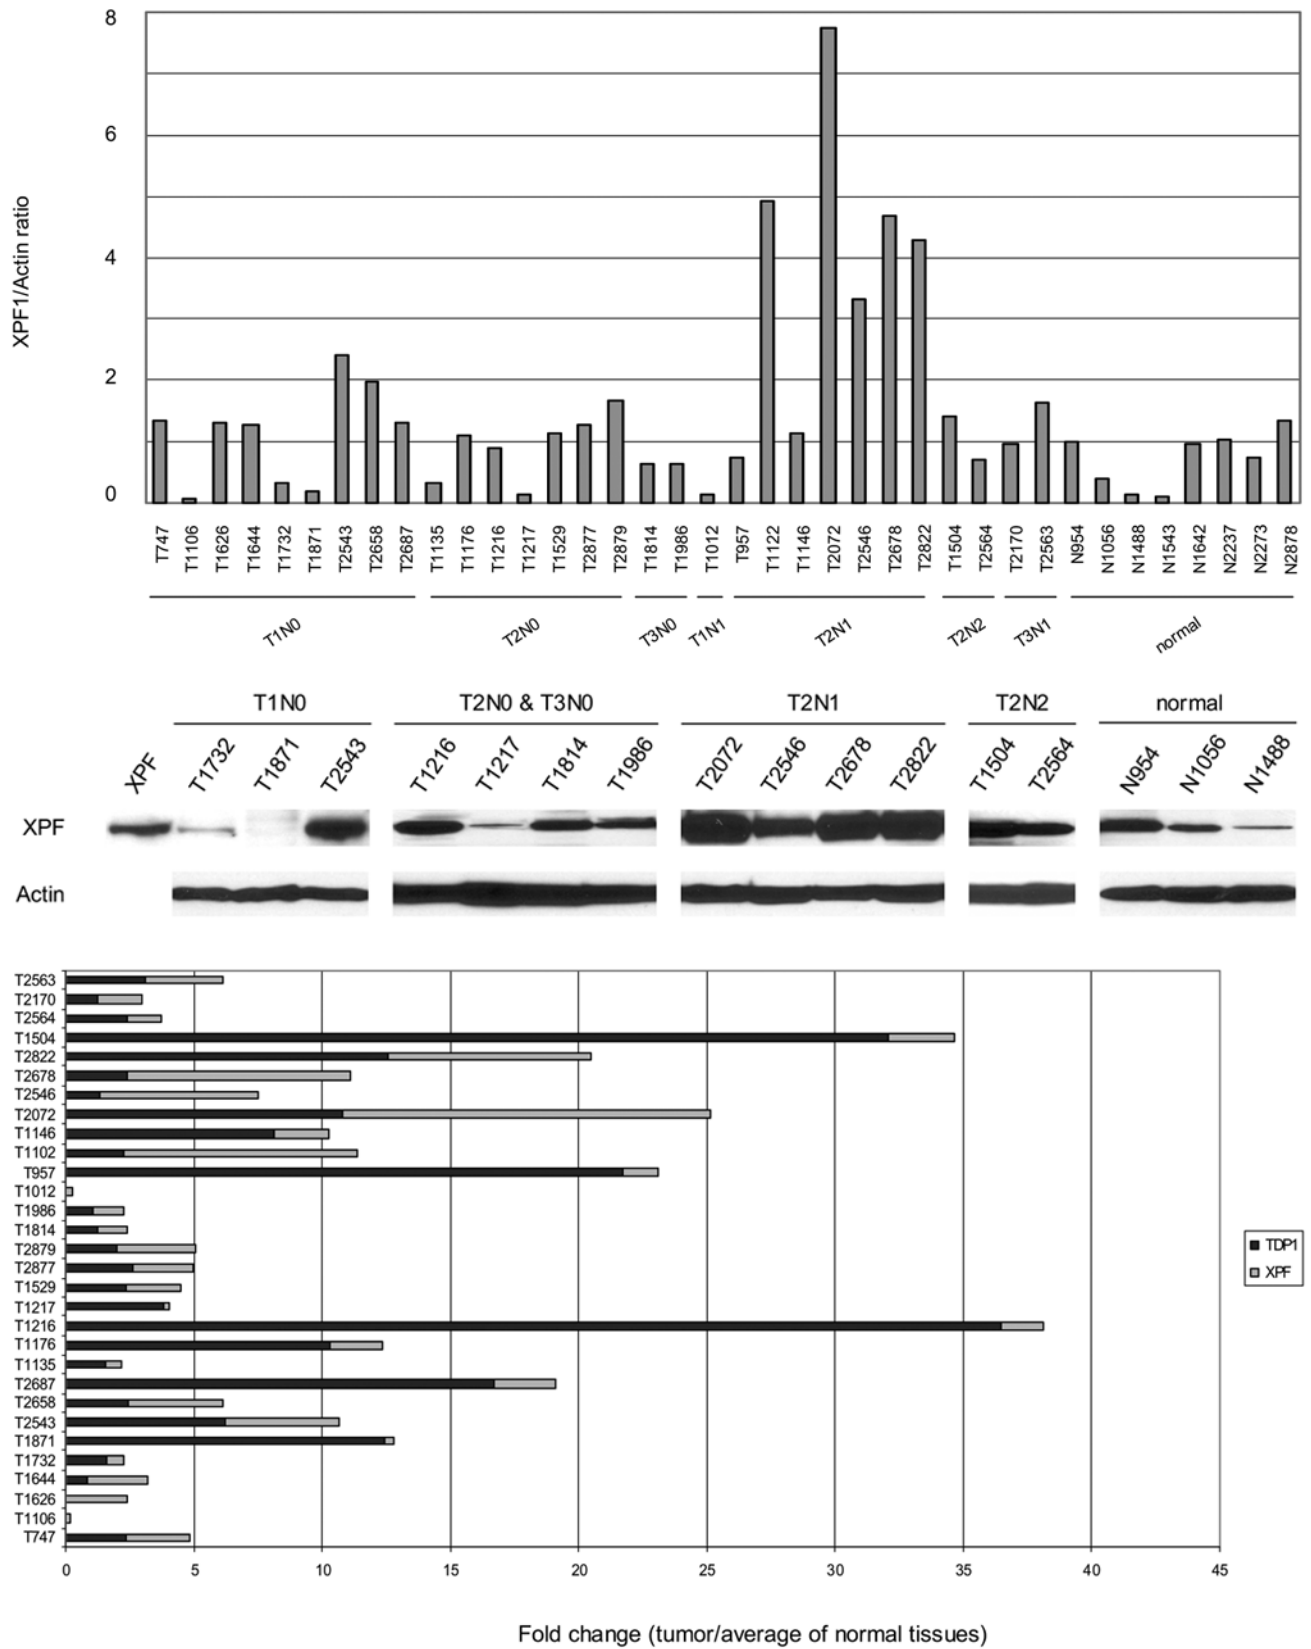 8
6
4
2
0
XPF1/Actin ratio
T747 T1106 T1626 T1644 T1732 T1871 T2543 T2658 T2687 T1135 T1176 T1216 T1217 T1529 T2877 T2879 T1814 T1986 T1012 T957 T1122 T1146 T2072 T2546 T2678 T2822 T1504 T2564 T2170 T2563 N954 N1056 N1488 N1543 N1642 N2237 N2273 N2878
T1N0 T2N0 T3N0 T1N1 T2N1 T2N2 T3N1 normal
T1N0 T2N0 & T3N0 T2N1 T2N2 normal
XPF T1732 T1871 T2543 T1216 T1217 T1814 T1986 T2072 T2546 T2678 T2822 T1504 T2564 N954 N1056 N1488
XPF
Actin
T2563
T2170
T2564
T1504
T2822
T2678
T2546
T2072
T1146
T1102
T957
T1012
T1986
T1814
T2879
T2877
T1529
T1217
T1216
T1176
T1135
T2687
T2658
T2543
T1871
T1732
T1644
T1626
T1106
T747
TDP1
XPF
0 5 10 15 20 25 30 35 40 45
Fold change (tumor/average of normal tissues)